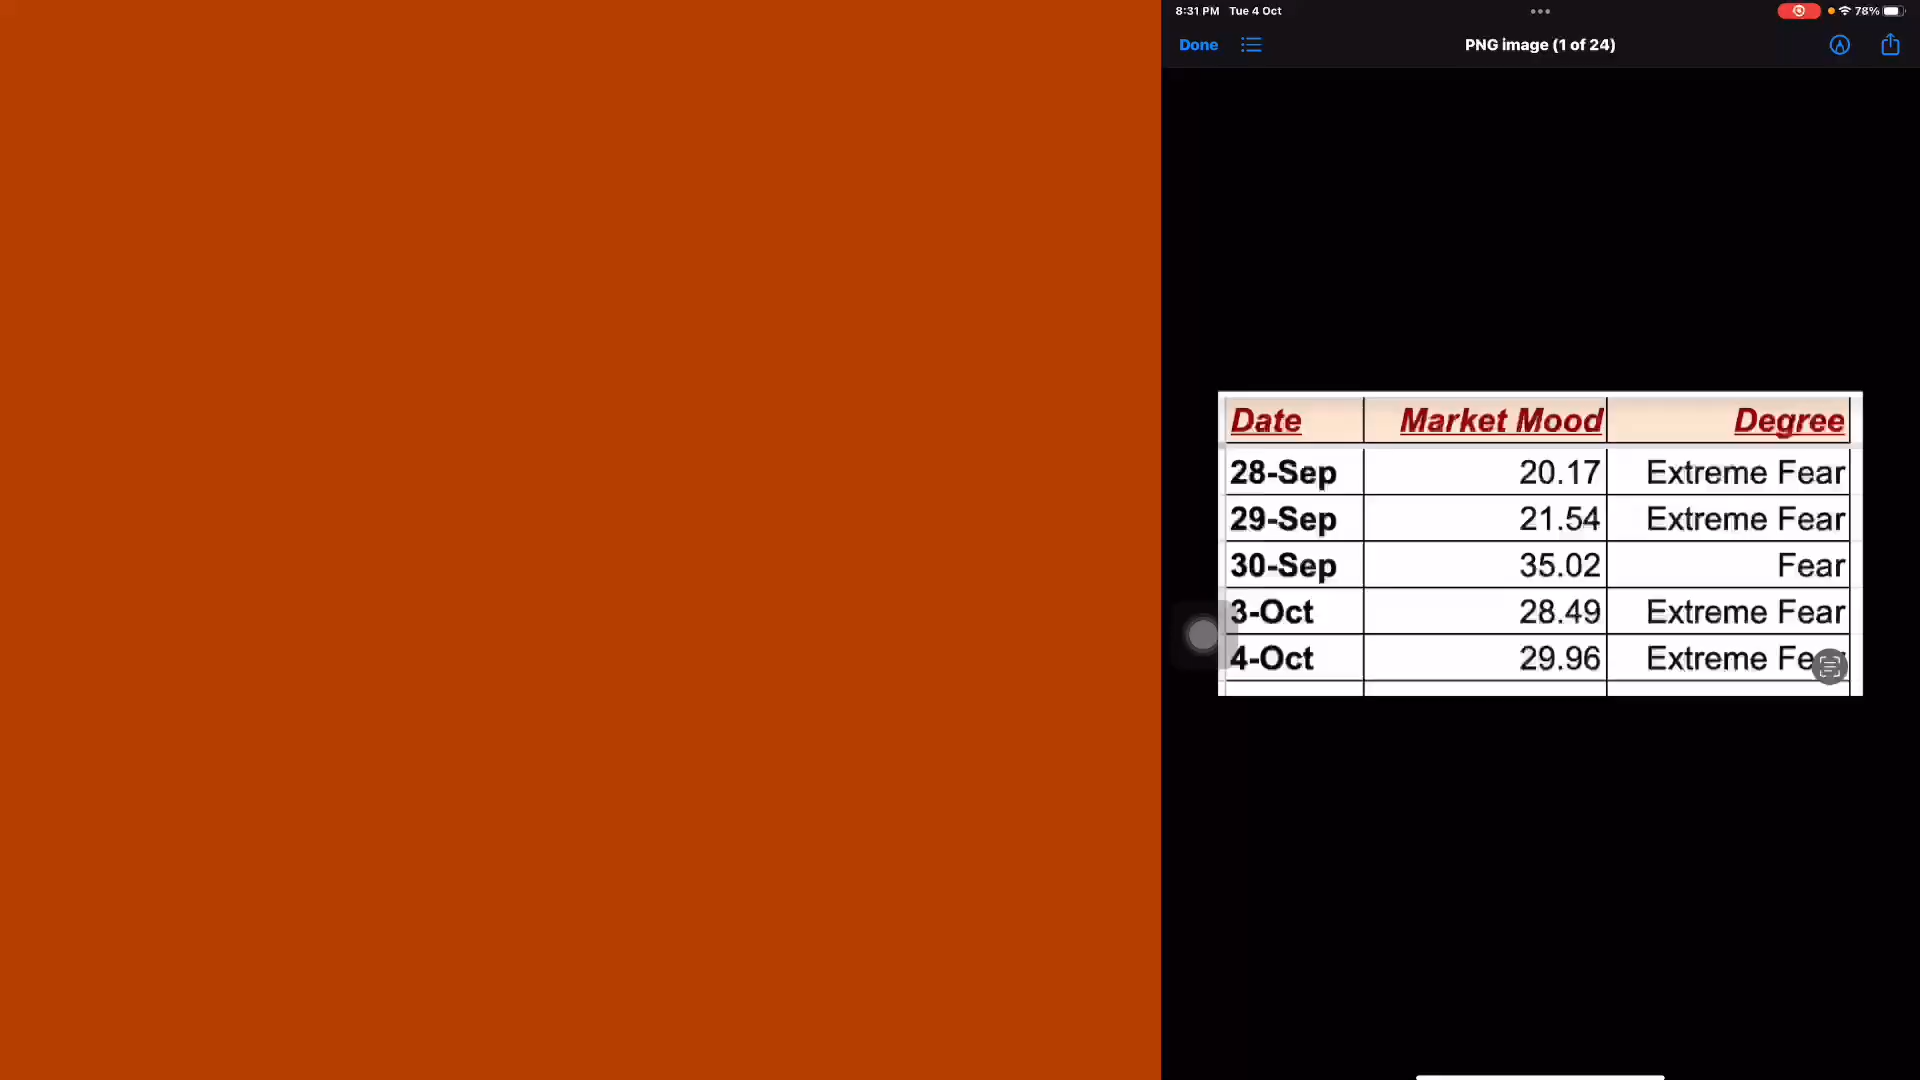 8:31 PM Tue 4 Oct
78%
Done
PNG image (1 of 24)
Date Market Mood Degree
28-Sep 20.17 Extreme Fear
29-Sep 21.54 Extreme Fear
30-Sep 35.02 Fear
3-Oct 28.49 Extreme Fear
4-Oct 29.96 Extreme Fear